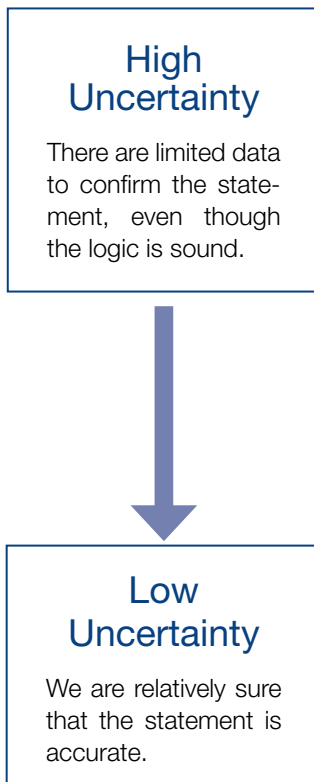 High
Uncertainty
There are limited data
to confirm the state-
ment, even though
the logic is sound.
Low
Uncertainty
We are relatively sure
that the statement is
accurate.